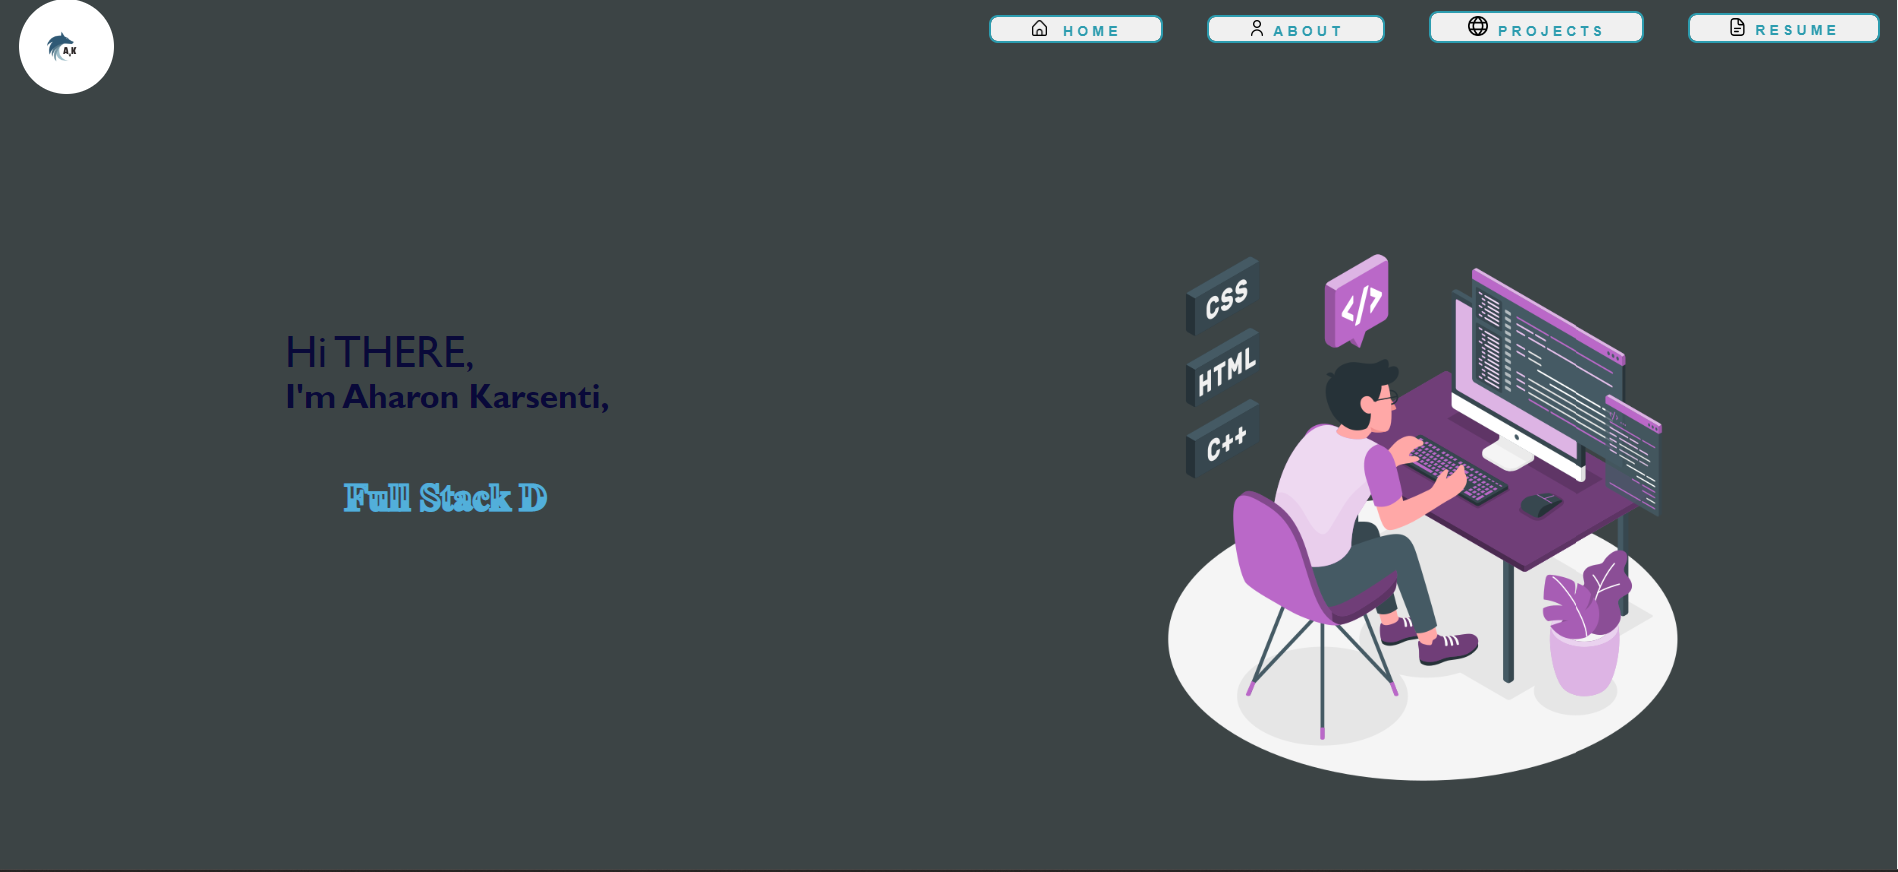 A,K
HOME
ABOUT
PROJECTS
RESUME
Hi THERE,
I'm Aharon Karsenti,
Full Stack D
CSS
</>
HTML
C++